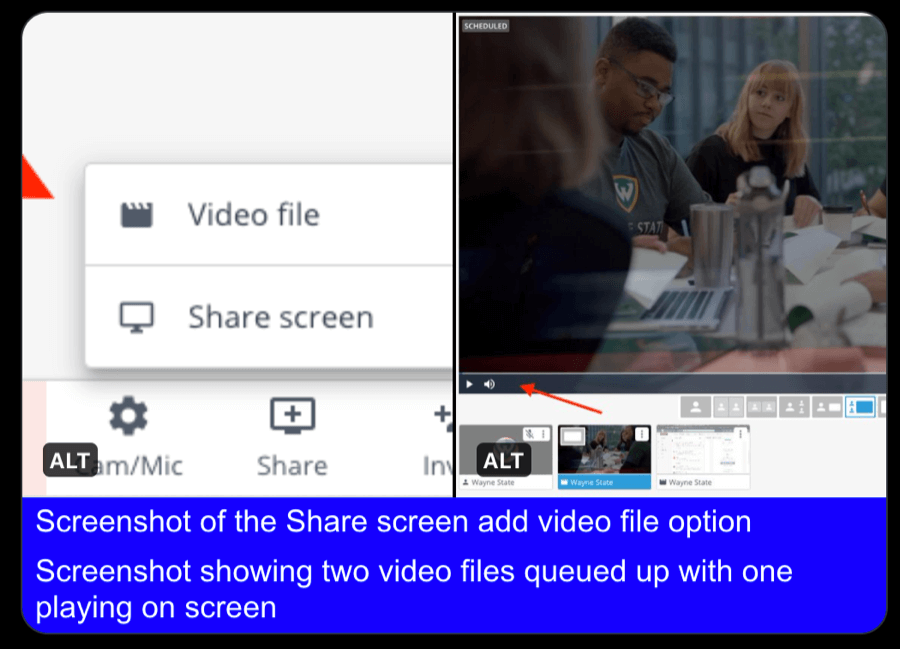 SCHEDULED
Video file
Share screen
STATE
ALT
am/Mic
Share
Inv
ALT
Wayne State
Wayne State
Wayne State
Screenshot of the Share screen add video file option
Screenshot showing two video files queued up with one
playing on screen